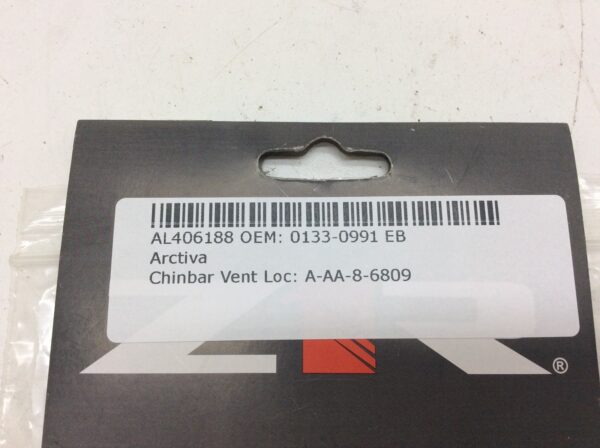 AL406188 OEM: 0133-0991 EB
Arctiva
Chinbar Vent Loc: A-AA-8-6809
Z1R®